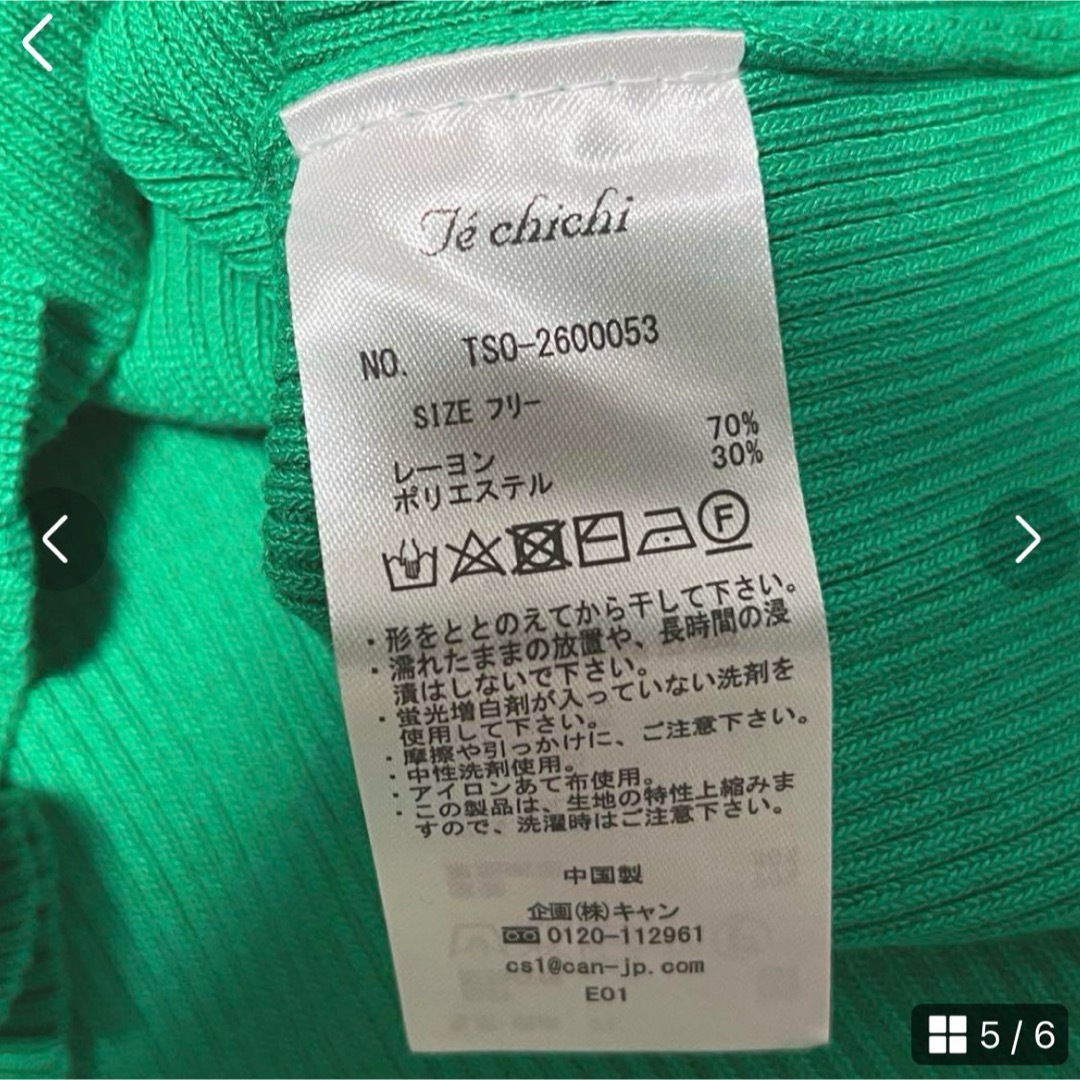 Té chichi
NO. TSO-2600053
SIZE フリー
レーヨン 70%
ポリエステル 30%
F
・形をととのえてから干して下さい。
・濡れたままの放置や、長時間の浸
漬はしないで下さい。
・蛍光増白剤が入っていない洗剤を
使用して下さい。
・摩擦や引っかけに、ご注意下さい。
・中性洗剤使用。
・アイロンあて布使用。
・この製品は、生地の特性上縮みま
すので、洗濯時はご注意下さい。
中国製
企画(株)キャン
0120-112961
cs1@can-jp.com
E01
5 / 6